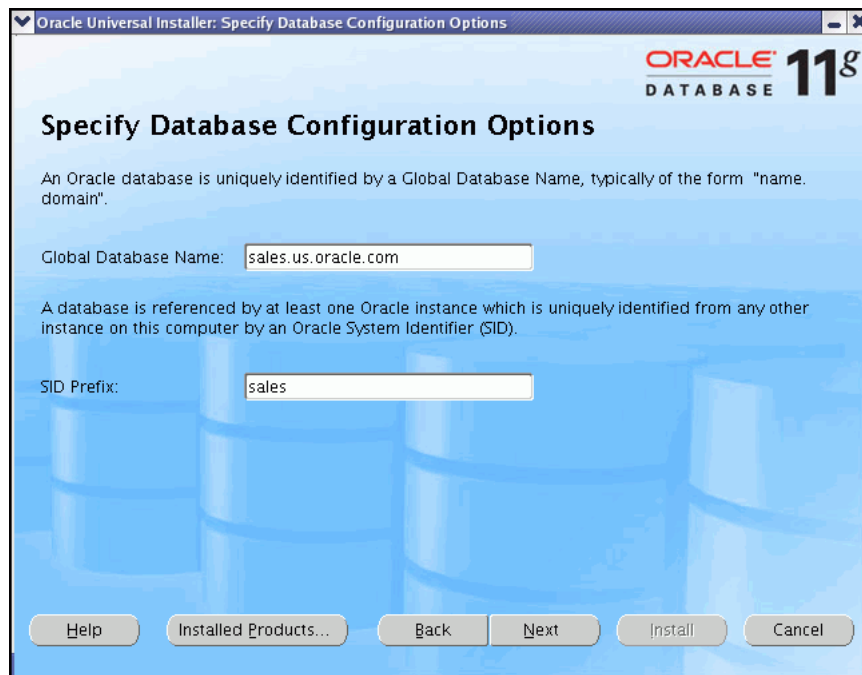 Oracle Universal Installer: Specify Database Configuration Options
ORACLE
DATABASE
11g
Specify Database Configuration Options
An Oracle database is uniquely identified by a Global Database Name, typically of the form "name.
domain".
Global Database Name: sales.us.oracle.com
A database is referenced by at least one Oracle instance which is uniquely identified from any other
instance on this computer by an Oracle System Identifier (SID).
SID Prefix: sales
Help Installed Products... Back Next Install Cancel